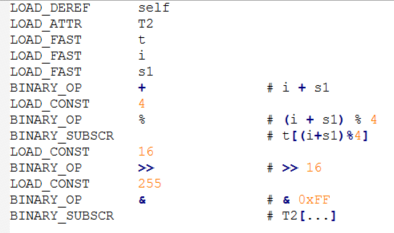 LOAD_DEREF self
LOAD_ATTR T2
LOAD_FAST t
LOAD_FAST i
LOAD_FAST s1
BINARY_OP + # i + s1
LOAD_CONST 4
BINARY_OP % # (i + s1) % 4
BINARY_SUBSCR # t[(i+s1)%4]
LOAD_CONST 16
BINARY_OP >> # >> 16
LOAD_CONST 255
BINARY_OP & # & 0xFF
BINARY_SUBSCR # T2[...]